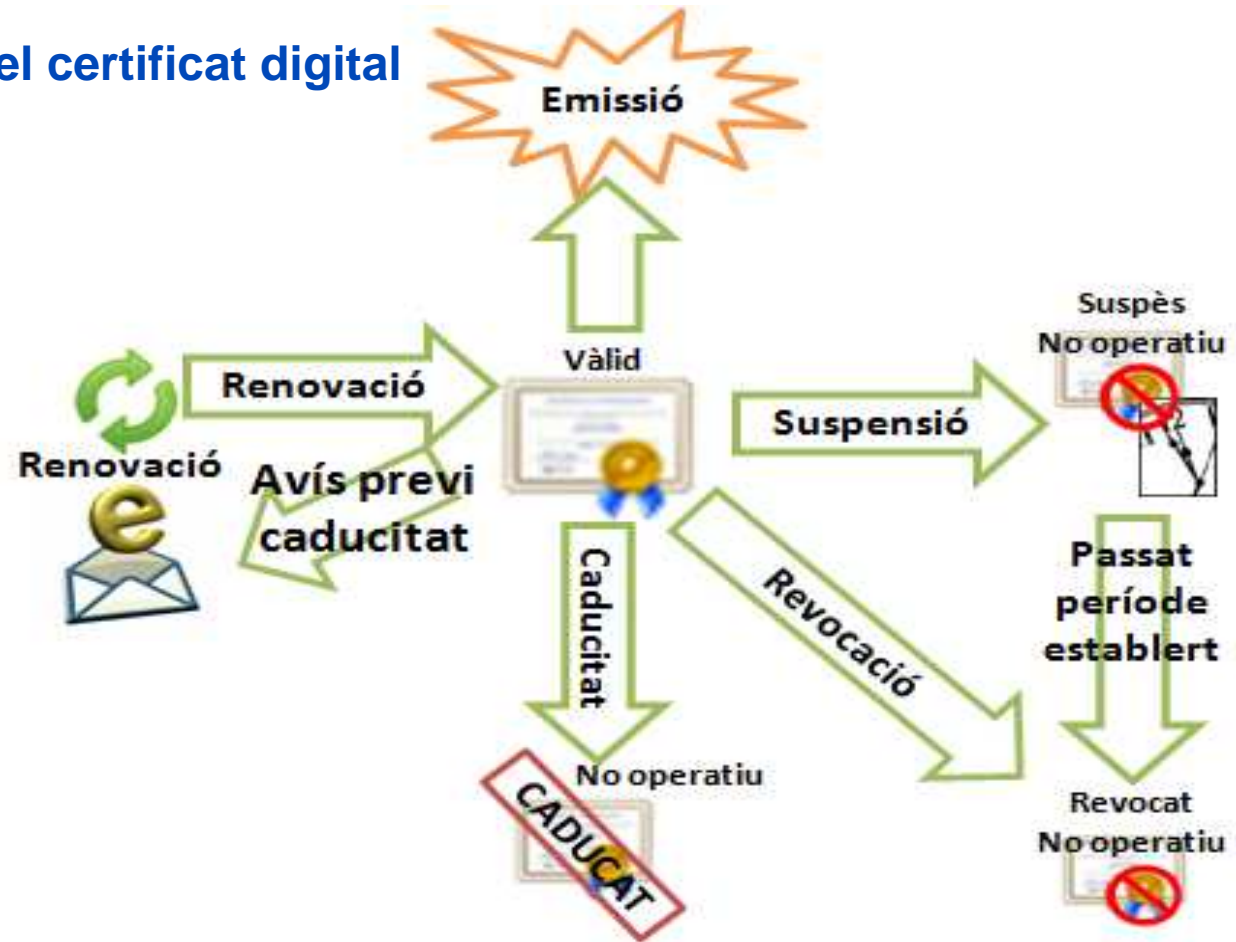 el certificat digital
Emissió
Vàlid
Renovació
Renovació
Avís previ
caducitat
Suspensió
Suspès
No operatiu
Caducitat
Revocació
Passat
període
establert
No operatiu
CADUCAT
Revocat
No operatiu